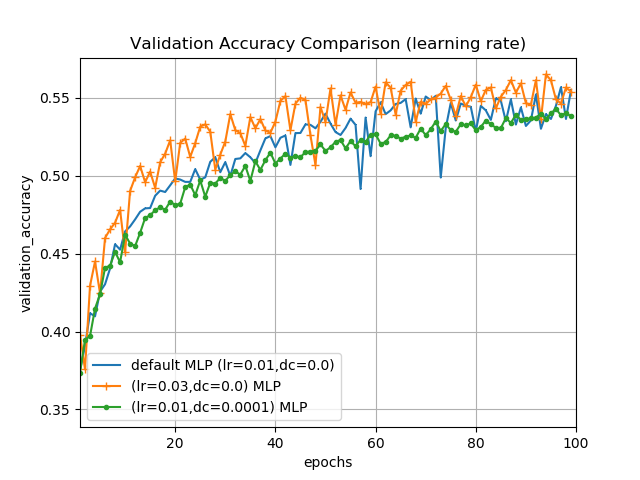 Validation Accuracy Comparison (learning rate)
validation_accuracy
0.55
0.50
0.45
0.40
0.35
default MLP (lr=0.01,dc=0.0)
(lr=0.03,dc=0.0) MLP
(lr=0.01,dc=0.0001) MLP
20 40 60 80 100
epochs